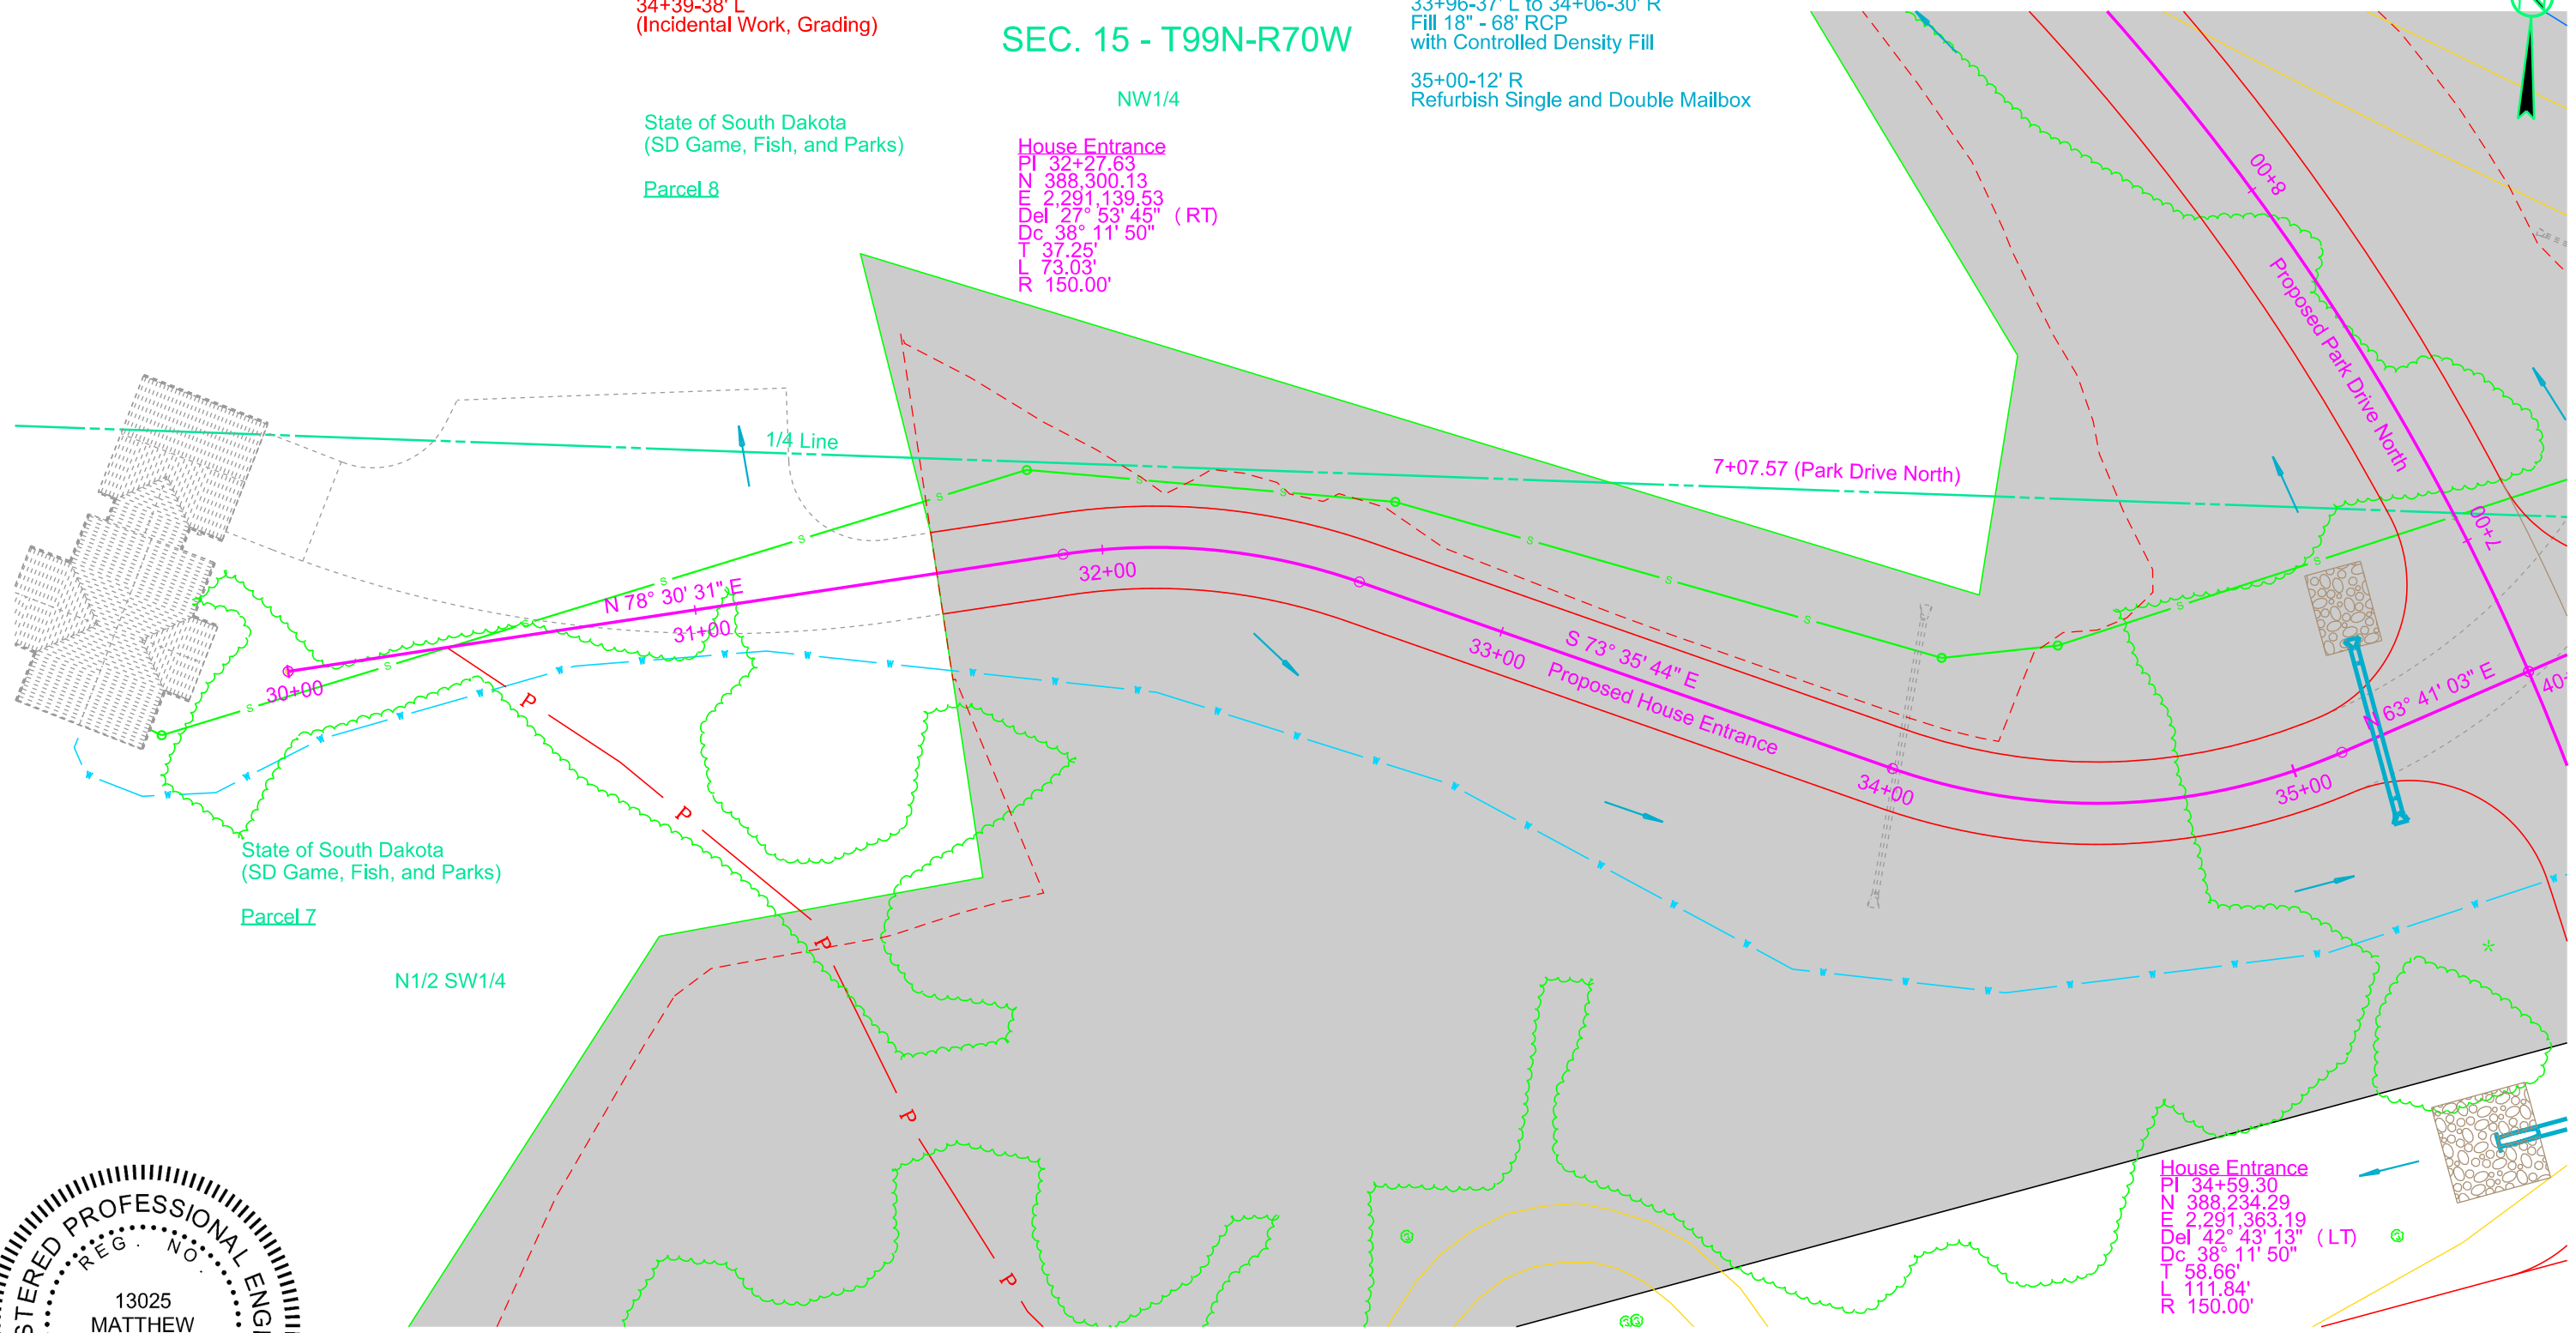 34+39-38' L
(Incidental Work, Grading)
SEC. 15 - T99N-R70W
NW1/4
33+96-37' L to 34+06-30' R
Fill 18" - 68' RCP
with Controlled Density Fill
35+00-12' R
Refurbish Single and Double Mailbox
State of South Dakota
(SD Game, Fish, and Parks)
Parcel 8
House Entrance
PI 32+27.63
N 388,300.13
E 2,291,139.53
Del 27° 53' 45" (RT)
Dc 38° 11' 50"
T 37.25'
L 73.03'
R 150.00'
8+00
Proposed Park Drive North
7+00
1/4 Line
7+07.57 (Park Drive North)
N 78° 30' 31" E
30+00
31+00
32+00
33+00
S 73° 35' 44" E
Proposed House Entrance
34+00
35+00
N 63° 41' 03" E
P
P
P
P
P
State of South Dakota
(SD Game, Fish, and Parks)
Parcel 7
N1/2 SW1/4
House Entrance
PI 34+59.30
N 388,234.29
E 2,291,363.19
Del 42° 43' 13" (LT)
Dc 38° 11' 50"
T 58.66'
L 111.84'
R 150.00'
PROFESSIONAL
REG. NO.
13025
MATTHEW